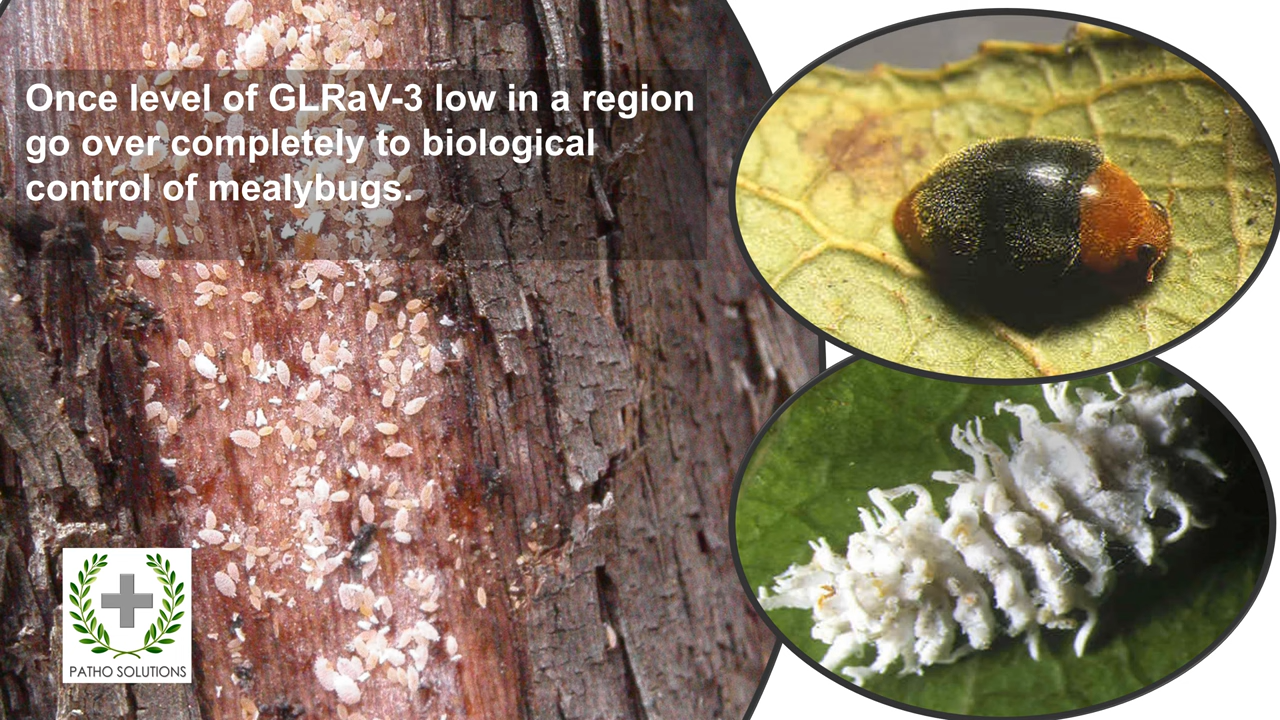 Once level of GLRaV-3 low in a region
go over completely to biological
control of mealybugs.
PATHO SOLUTIONS